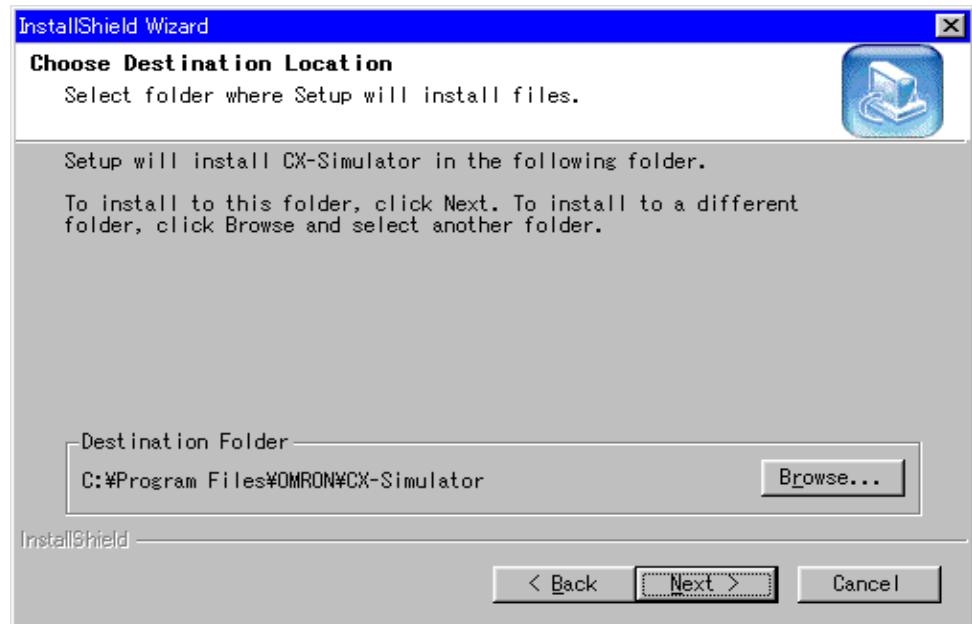 InstallShield Wizard
Choose Destination Location
Select folder where Setup will install files.
Setup will install CX-Simulator in the following folder.
To install to this folder, click Next. To install to a different
folder, click Browse and select another folder.
Destination Folder
C:¥Program Files¥OMRON¥CX-Simulator
Browse...
InstallShield
< Back
Next >
Cancel